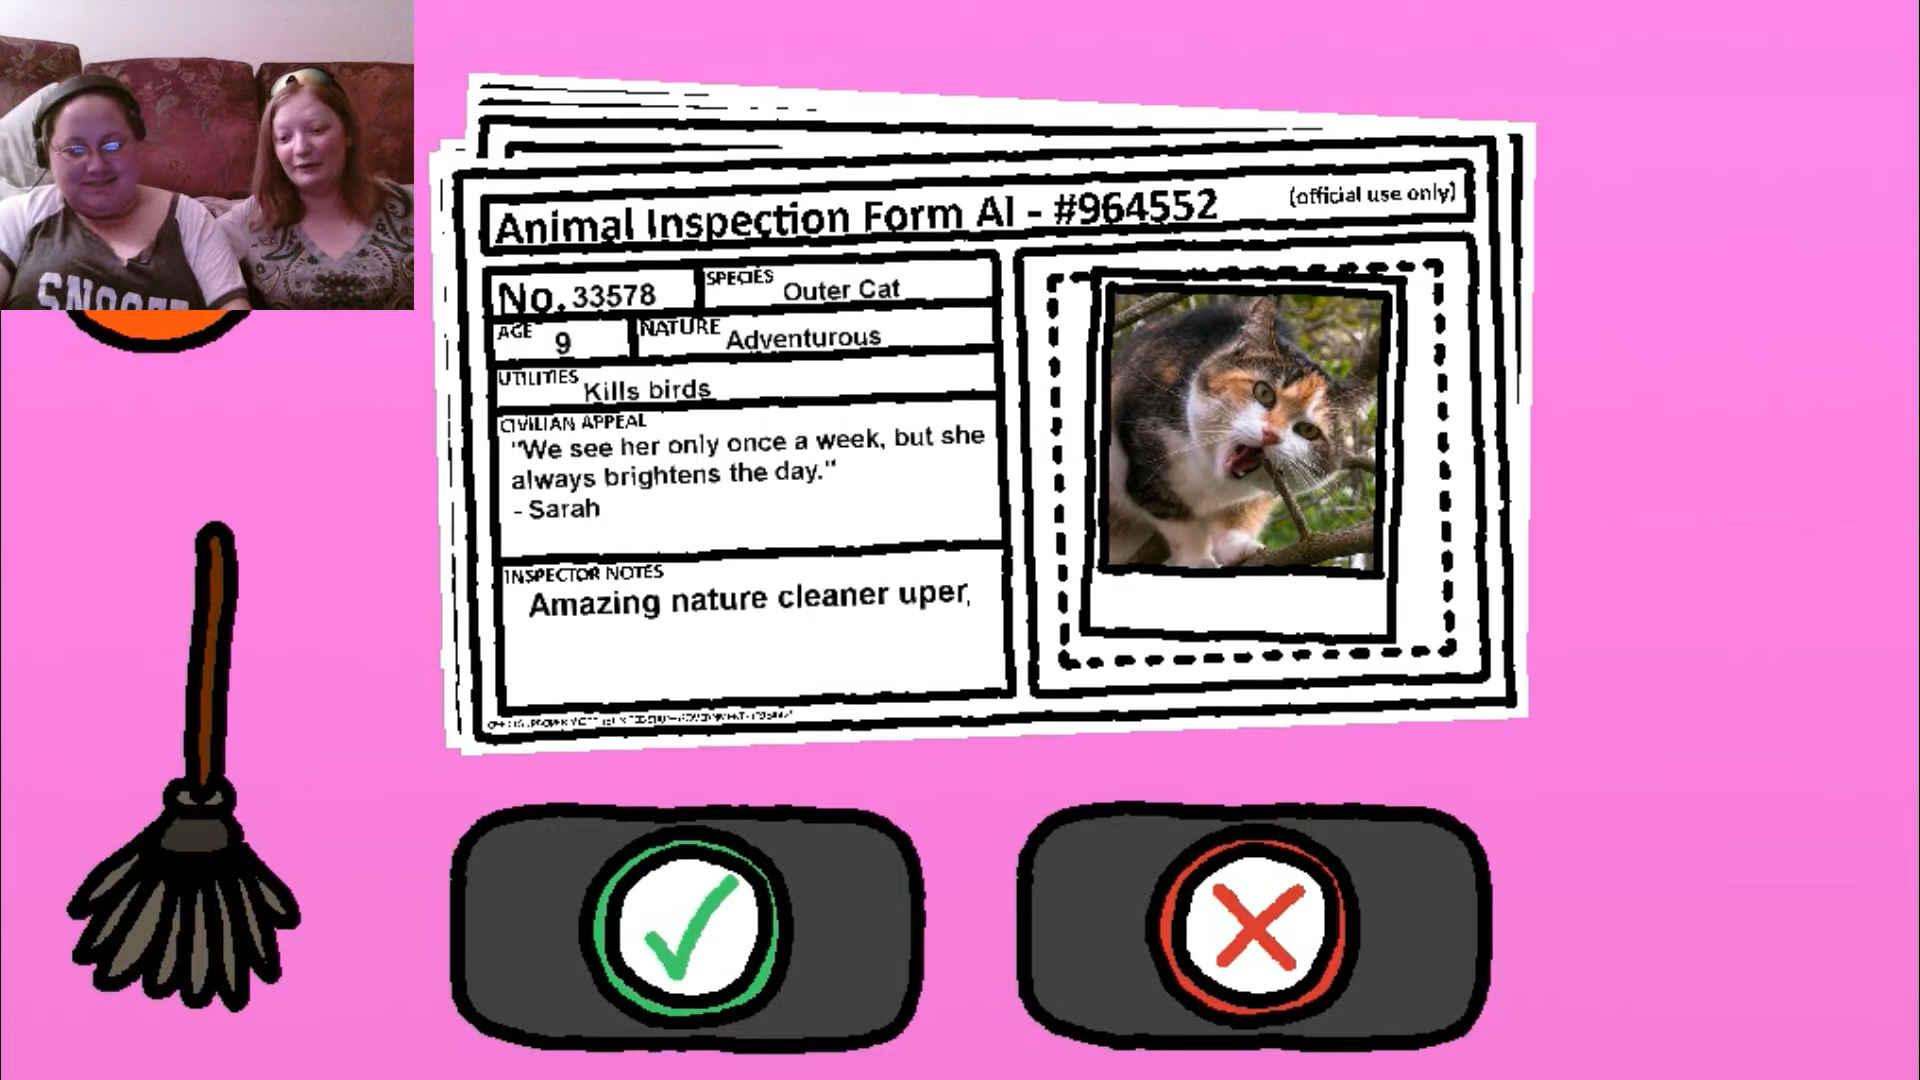 Animal Inspection Form AI - #964552
(official use only)
No. 33578
SPECIES Outer Cat
AGE 9
NATURE Adventurous
UTILITIES Kills birds
CIVILIAN APPEAL
"We see her only once a week, but she
always brightens the day."
- Sarah
INSPECTOR NOTES
Amazing nature cleaner uper,